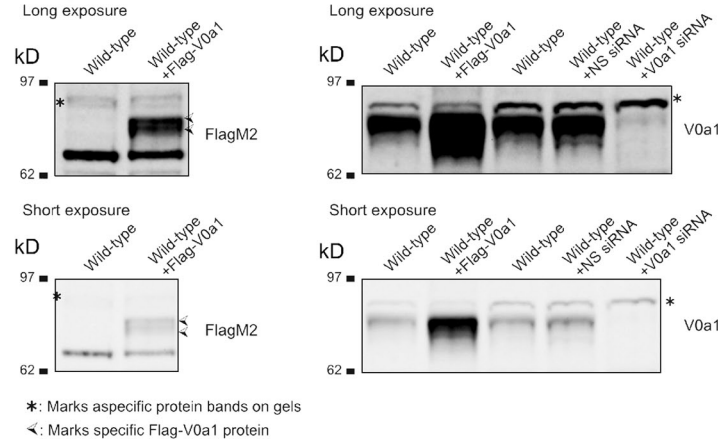 Long exposure
kD
Wild-type
Wild-type
+Flag-V0a1
97
*
FlagM2
62
Long exposure
kD
Wild-type
Wild-type
+Flag-V0a1
Wild-type
Wild-type
+NS siRNA
Wild-type
+V0a1 siRNA
97
*
V0a1
62
Short exposure
kD
Wild-type
Wild-type
+Flag-V0a1
97
*
FlagM2
62
Short exposure
kD
Wild-type
Wild-type
+Flag-V0a1
Wild-type
Wild-type
+NS siRNA
Wild-type
+V0a1 siRNA
97
*
V0a1
62
*: Marks aspecific protein bands on gels
: Marks specific Flag-V0a1 protein